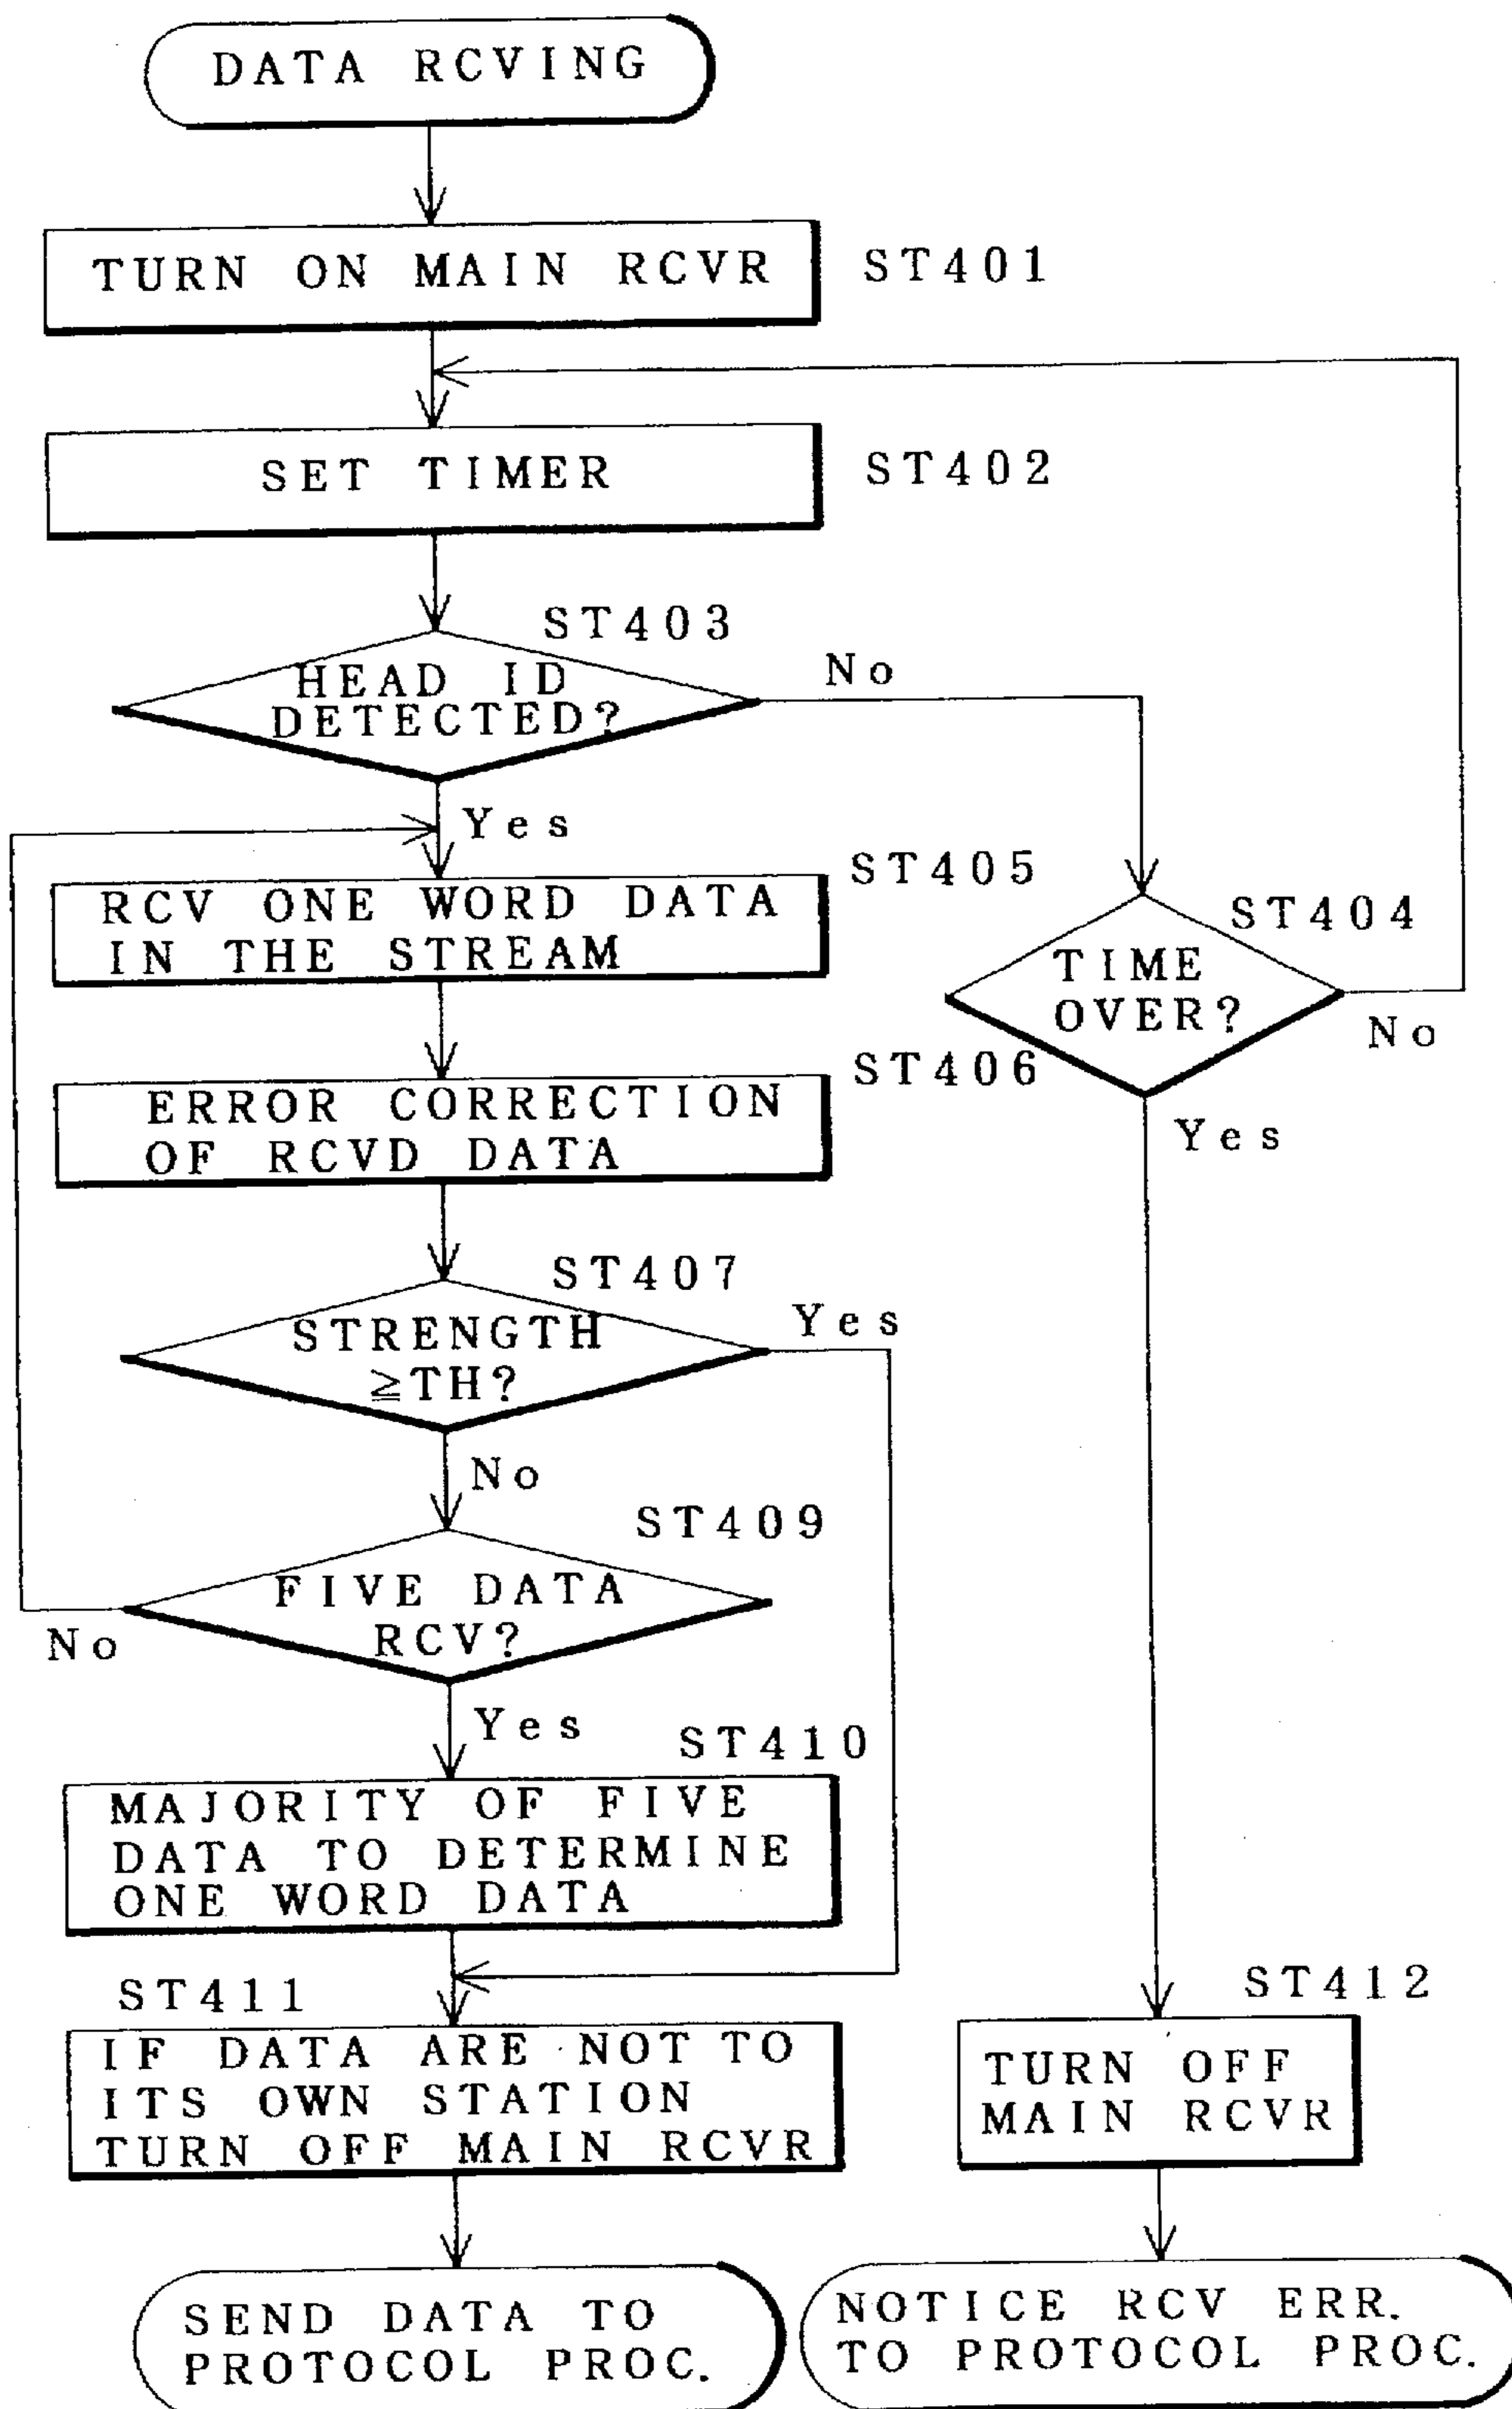 DATA RCVING
TURN ON MAIN RCVR
ST401
SET TIMER
ST402
ST403
HEAD ID
DETECTED?
No
Yes
ST405
RCV ONE WORD DATA
IN THE STREAM
ST404
TIME
OVER?
No
Yes
ST406
ERROR CORRECTION
OF RCVD DATA
ST407
STRENGTH
≧TH?
Yes
No
ST409
FIVE DATA
RCV?
No
Yes
ST410
MAJORITY OF FIVE
DATA TO DETERMINE
ONE WORD DATA
ST411
IF DATA ARE NOT TO
ITS OWN STATION
TURN OFF MAIN RCVR
ST412
TURN OFF
MAIN RCVR
SEND DATA TO
PROTOCOL PROC.
NOTICE RCV ERR.
TO PROTOCOL PROC.